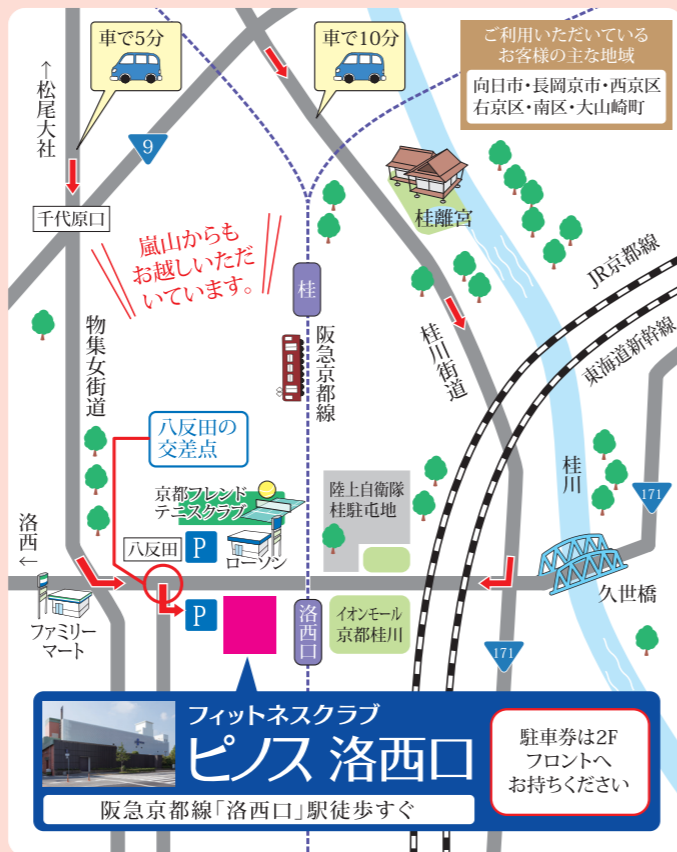 車で5分
車で10分
ご利用いただいている
お客様の主な地域
向日市・長岡京市・西京区
右京区・南区・大山崎町
←松尾大社
9
千代原口
嵐山からも
お越しいただ
いています。
桂離宮
桂
JR京都線
東海道新幹線
物集女街道
阪急京都線
桂川街道
八反田の
交差点
京都フレンド
テニスクラブ
陸上自衛隊
桂駐屯地
桂川
171
洛西←
八反田
P
ローソン
久世橋
ファミリー
マート
P
洛西口
イオンモール
京都桂川
171
フィットネスクラブ
ピノス 洛西口
阪急京都線「洛西口」駅徒歩すぐ
駐車券は2F
フロントへ
お持ちください